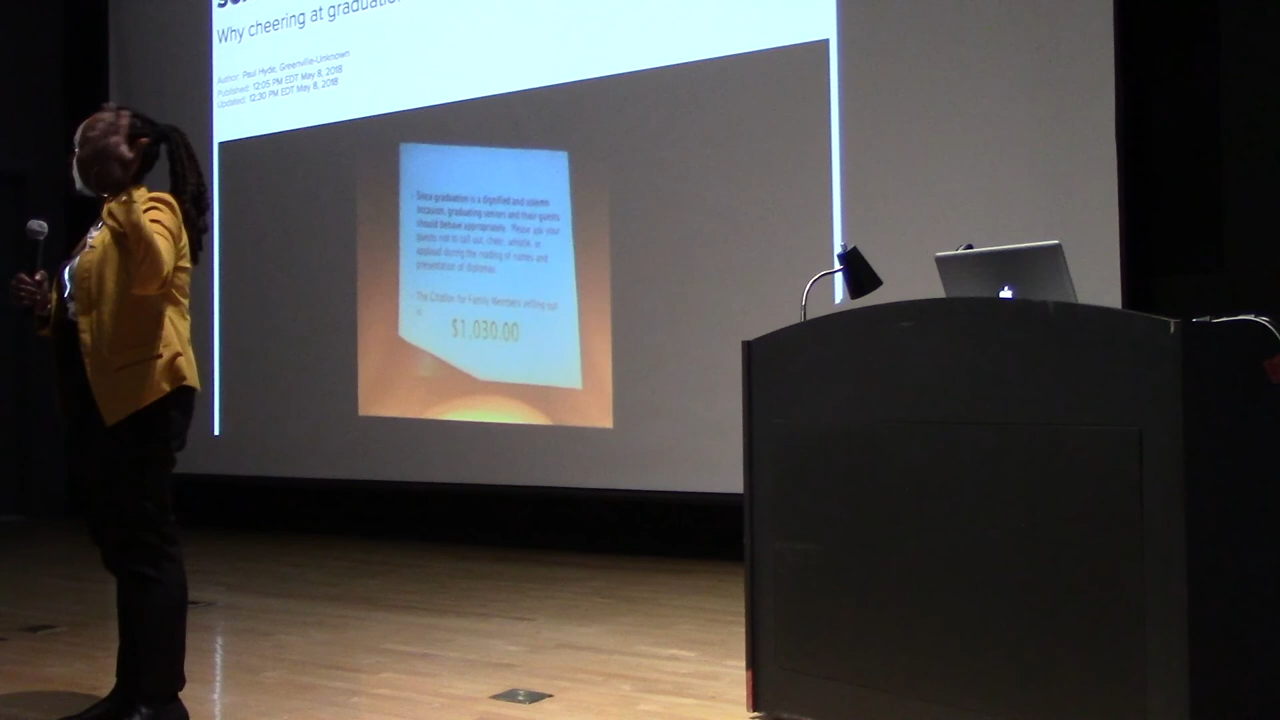 Why cheering at graduatio
Author: Paul Hyde, Greenville-Unknown
Published: 12:05 PM EDT May 8, 2018
Updated: 12:30 PM EDT May 8, 2018
Since graduation is a dignified and solemn
occasion, graduating seniors and their guests
should behave appropriately. Please ask your
guests not to call out, cheer, whistle, or
applaud during the reading of names and
presentation of diplomas.
The Citation for Family Members yelling out
is
$1,030.00